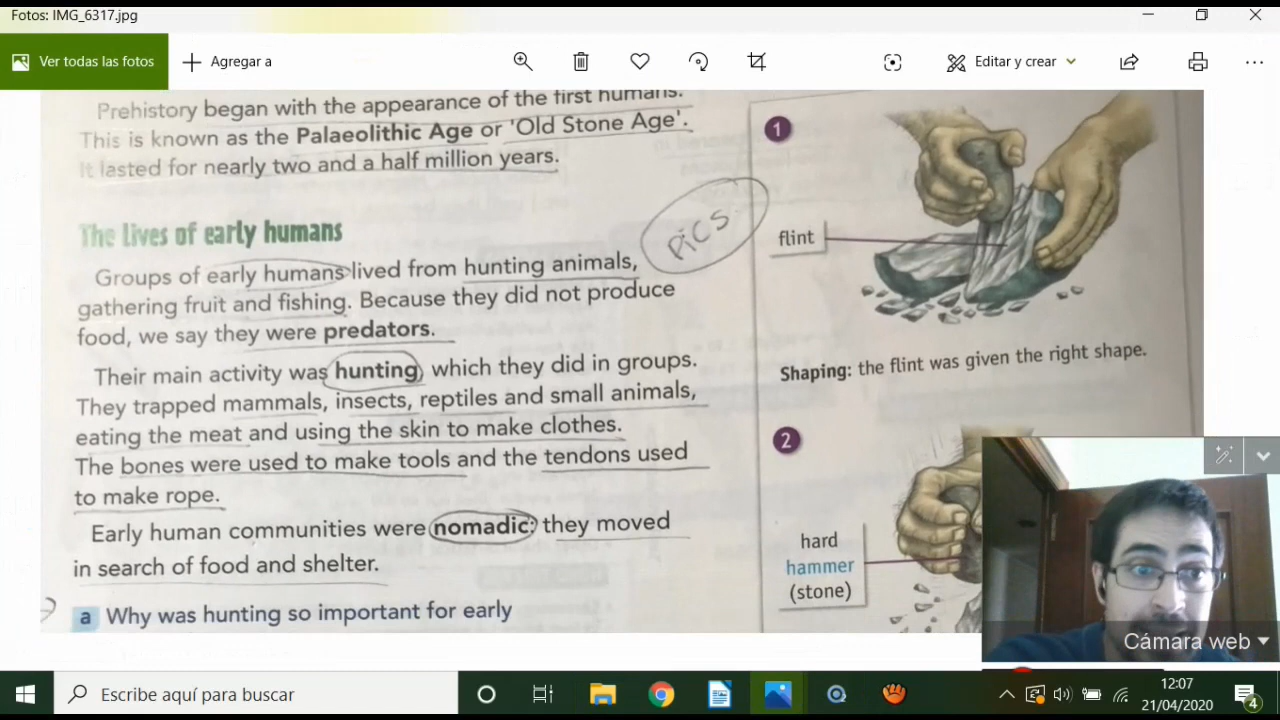 Fotos: IMG_6317.jpg
Ver todas las fotos
Agregar a
Editar y crear
Prehistory began with the appearance of the first humans.
This is known as the Palaeolithic Age or 'Old Stone Age'.
It lasted for nearly two and a half million years.
The lives of early humans
Groups of early humans lived from hunting animals,
gathering fruit and fishing. Because they did not produce
food, we say they were predators.
Their main activity was hunting, which they did in groups.
They trapped mammals, insects, reptiles and small animals,
eating the meat and using the skin to make clothes.
The bones were used to make tools and the tendons used
to make rope.
Early human communities were nomadic: they moved
in search of food and shelter.
a Why was hunting so important for early
PICS
1
flint
Shaping: the flint was given the right shape.
2
hard
hammer
(stone)
Cámara web
Escribe aquí para buscar
12:07
21/04/2020
4